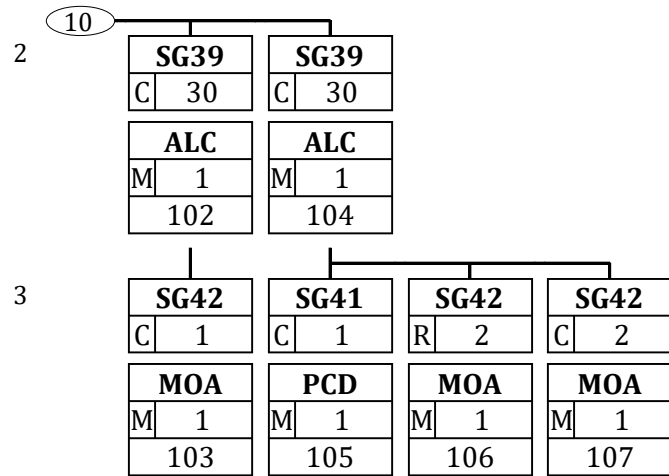 10
2
SG39 SG39
C 30 C 30
ALC ALC
M 1 M 1
102 104
3
SG42 SG41 SG42 SG42
C 1 C 1 R 2 C 2
MOA PCD MOA MOA
M 1 M 1 M 1 M 1
103 105 106 107